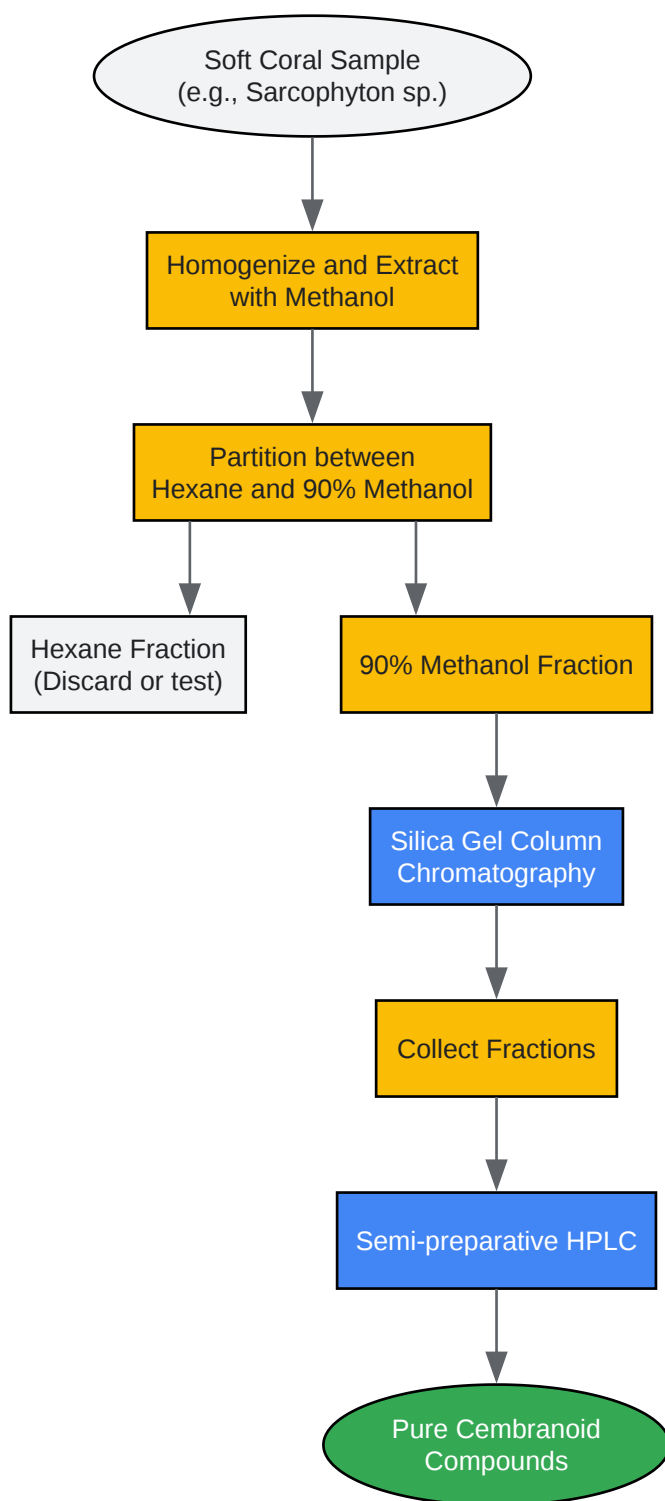 Soft Coral Sample
(e.g., Sarcophyton sp.)
Homogenize and Extract
with Methanol
Partition between
Hexane and 90% Methanol
Hexane Fraction
(Discard or test)
90% Methanol Fraction
Silica Gel Column
Chromatography
Collect Fractions
Semi-preparative HPLC
Pure Cembranoid
Compounds